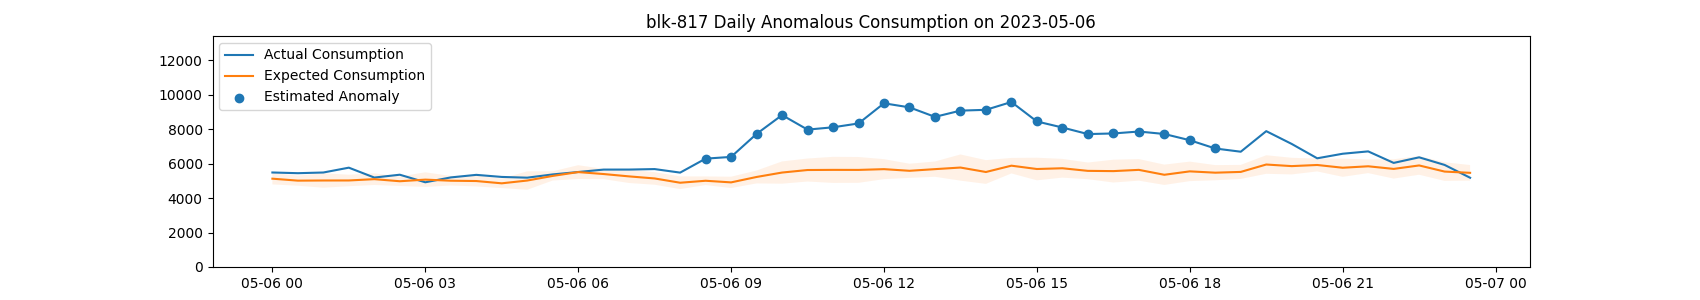 blk-817 Daily Anomalous Consumption on 2023-05-06
Actual Consumption
Expected Consumption
Estimated Anomaly
12000
10000
8000
6000
4000
2000
0
05-06 00 05-06 03 05-06 06 05-06 09 05-06 12 05-06 15 05-06 18 05-06 21 05-07 00